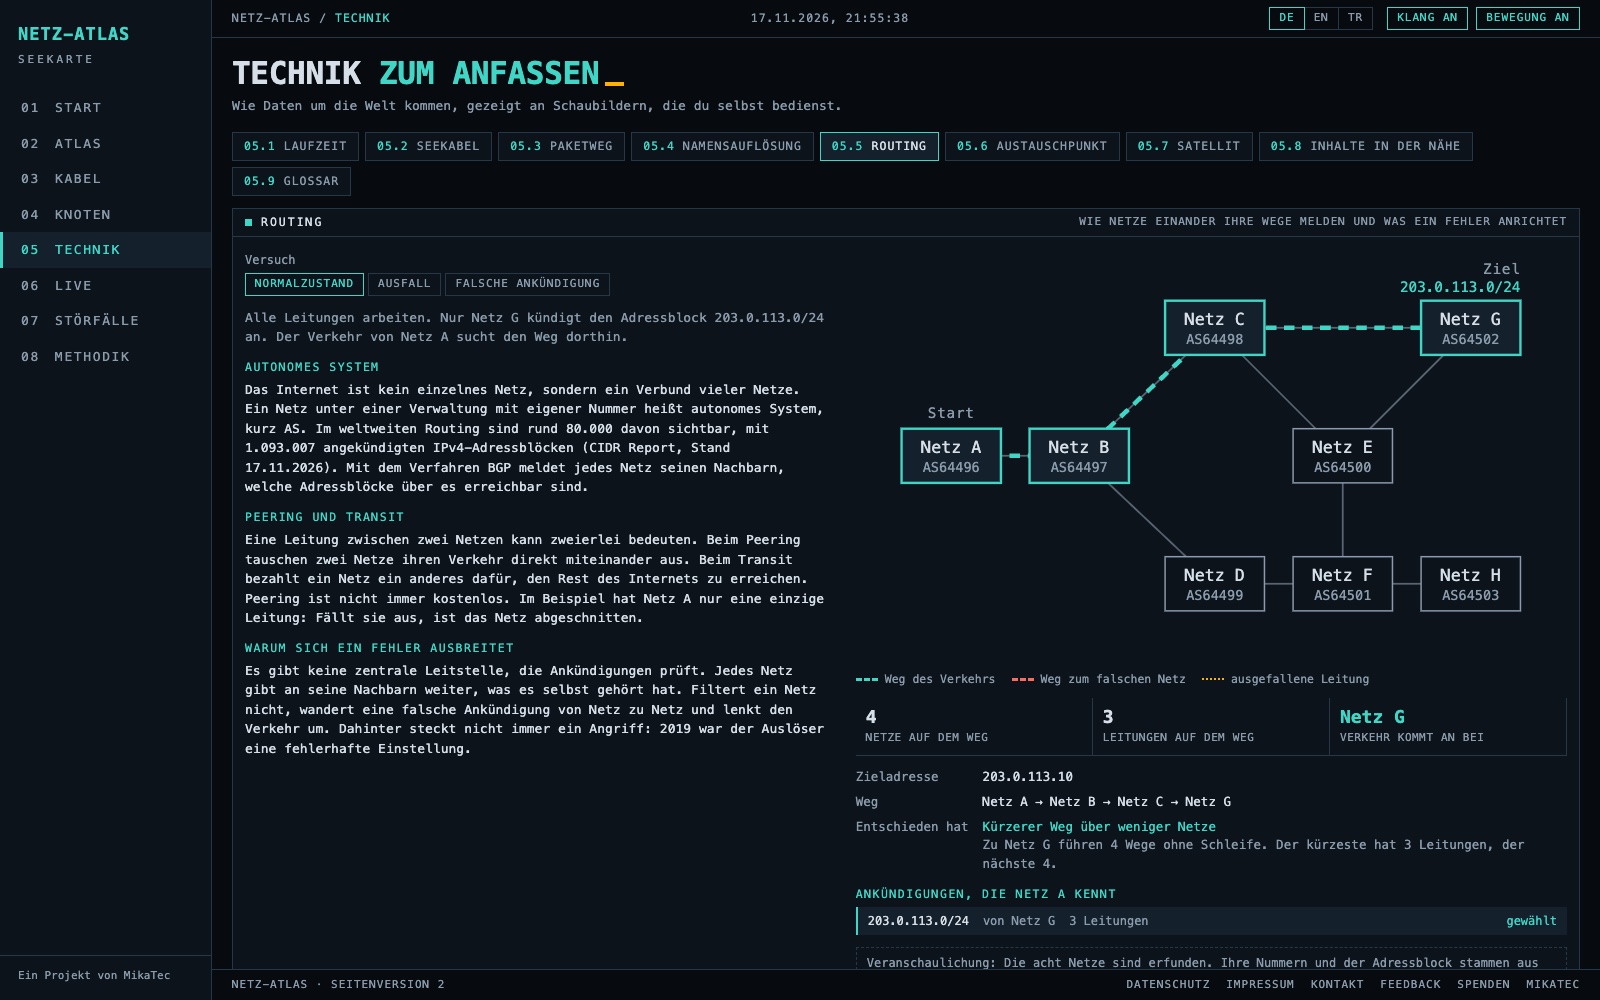 NETZ–ATLAS
SEEKARTE
01 START
02 ATLAS
03 KABEL
04 KNOTEN
05 TECHNIK
06 LIVE
07 STÖRFÄLLE
08 METHODIK
Ein Projekt von MikaTec
NETZ–ATLAS / TECHNIK
17.11.2026, 21:55:38
DE EN TR
KLANG AN
BEWEGUNG AN
TECHNIK ZUM ANFASSEN_
Wie Daten um die Welt kommen, gezeigt an Schaubildern, die du selbst bedienst.
05.1 LAUFZEIT
05.2 SEEKABEL
05.3 PAKETWEG
05.4 NAMENSAUFLÖSUNG
05.5 ROUTING
05.6 AUSTAUSCHPUNKT
05.7 SATELLIT
05.8 INHALTE IN DER NÄHE
05.9 GLOSSAR
ROUTING
WIE NETZE EINANDER IHRE WEGE MELDEN UND WAS EIN FEHLER ANRICHTET
Versuch
NORMALZUSTAND
AUSFALL
FALSCHE ANKÜNDIGUNG
Alle Leitungen arbeiten. Nur Netz G kündigt den Adressblock 203.0.113.0/24
an. Der Verkehr von Netz A sucht den Weg dorthin.
AUTONOMES SYSTEM
Das Internet ist kein einzelnes Netz, sondern ein Verbund vieler Netze.
Ein Netz unter einer Verwaltung mit eigener Nummer heißt autonomes System,
kurz AS. Im weltweiten Routing sind rund 80.000 davon sichtbar, mit
1.093.007 angekündigten IPv4–Adressblöcken (CIDR Report, Stand
17.11.2026). Mit dem Verfahren BGP meldet jedes Netz seinen Nachbarn,
welche Adressblöcke über es erreichbar sind.
PEERING UND TRANSIT
Eine Leitung zwischen zwei Netzen kann zweierlei bedeuten. Beim Peering
tauschen zwei Netze ihren Verkehr direkt miteinander aus. Beim Transit
bezahlt ein Netz ein anderes dafür, den Rest des Internets zu erreichen.
Peering ist nicht immer kostenlos. Im Beispiel hat Netz A nur eine einzige
Leitung: Fällt sie aus, ist das Netz abgeschnitten.
WARUM SICH EIN FEHLER AUSBREITET
Es gibt keine zentrale Leitstelle, die Ankündigungen prüft. Jedes Netz
gibt an seine Nachbarn weiter, was es selbst gehört hat. Filtert ein Netz
nicht, wandert eine falsche Ankündigung von Netz zu Netz und lenkt den
Verkehr um. Dahinter steckt nicht immer ein Angriff: 2019 war der Auslöser
eine fehlerhafte Einstellung.
Ziel
203.0.113.0/24
Netz C
AS64498
Netz G
AS64502
Start
Netz A
AS64496
Netz B
AS64497
Netz E
AS64500
Netz D
AS64499
Netz F
AS64501
Netz H
AS64503
Weg des Verkehrs
Weg zum falschen Netz
ausgefallene Leitung
4
NETZE AUF DEM WEG
3
LEITUNGEN AUF DEM WEG
Netz G
VERKEHR KOMMT AN BEI
Zieladresse 203.0.113.10
Weg Netz A → Netz B → Netz C → Netz G
Entschieden hat Kürzerer Weg über weniger Netze
Zu Netz G führen 4 Wege ohne Schleife. Der kürzeste hat 3 Leitungen, der
nächste 4.
ANKÜNDIGUNGEN, DIE NETZ A KENNT
203.0.113.0/24 von Netz G 3 Leitungen gewählt
Veranschaulichung: Die acht Netze sind erfunden. Ihre Nummern und der Adressblock stammen aus
NETZ–ATLAS · SEITENVERSION 2
DATENSCHUTZ IMPRESSUM KONTAKT FEEDBACK SPENDEN MIKATEC